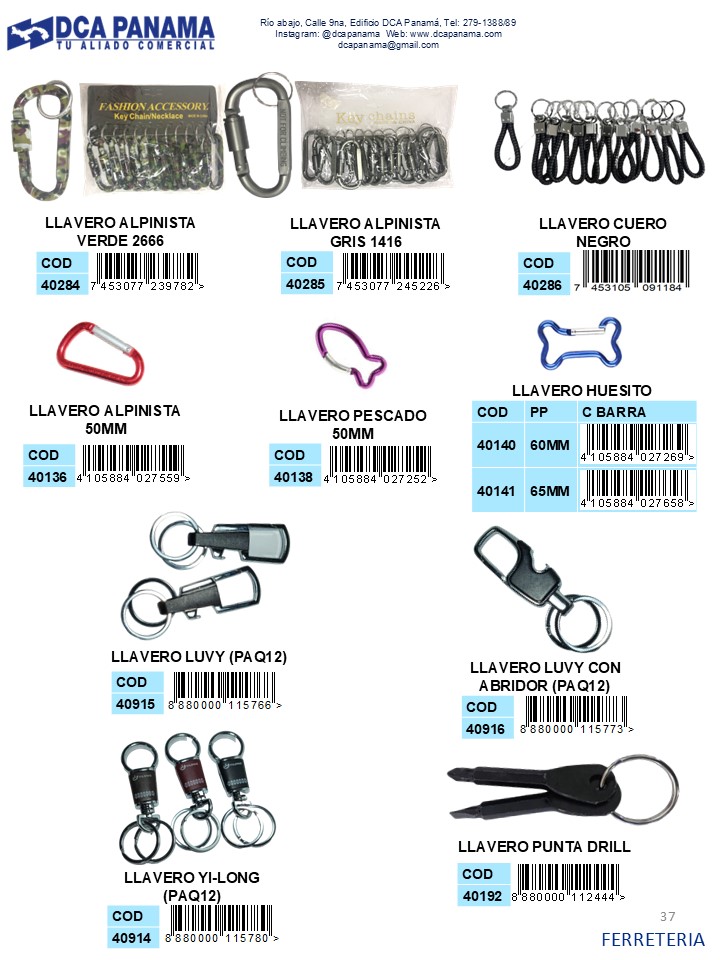 DCA PANAMA
TU ALIADO COMERCIAL
Río abajo, Calle 9na, Edificio DCA Panamá, Tel: 279-1388/89
Instagram: @dcapanama Web: www.dcapanama.com
dcapanama@gmail.com
FASHION ACCESSORY
Key Chain/Necklace
Key chains
LLAVERO ALPINISTA
VERDE 2666
COD
40284
7 453077 239782 >
LLAVERO ALPINISTA
GRIS 1416
COD
40285
7 453077 245226 >
LLAVERO CUERO
NEGRO
COD
40286
7 453105 091184
LLAVERO ALPINISTA
50MM
COD
40136
4 105884 027559 >
LLAVERO PESCADO
50MM
COD
40138
4 105884 027252 >
LLAVERO HUESITO
COD PP C BARRA
40140 60MM
4 105884 027269 >
40141 65MM
4 105884 027658 >
LLAVERO LUVY (PAQ12)
COD
40915
8 880000 115766 >
LLAVERO LUVY CON
ABRIDOR (PAQ12)
COD
40916
8 880000 115773 >
LLAVERO YI-LONG
(PAQ12)
COD
40914
8 880000 115780 >
LLAVERO PUNTA DRILL
COD
40192
8 880000 112444 >
37
FERRETERIA